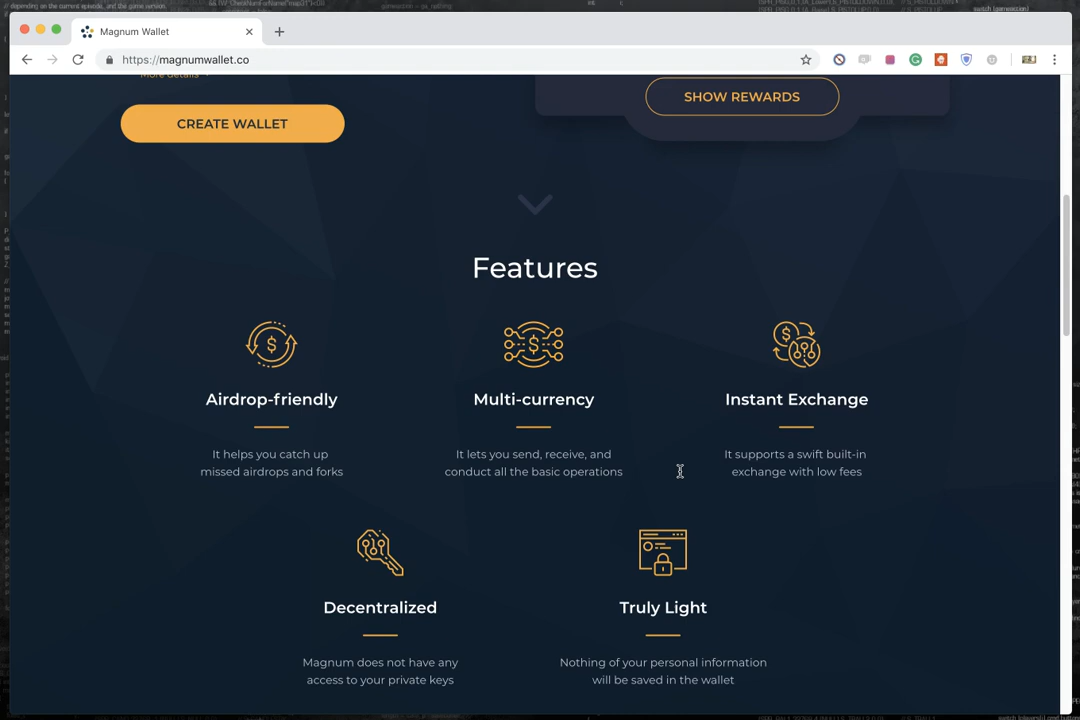 Magnum Wallet
https://magnumwallet.co
More details
SHOW REWARDS
CREATE WALLET
Features
Airdrop-friendly
Multi-currency
Instant Exchange
It helps you catch up
missed airdrops and forks
It lets you send, receive, and
conduct all the basic operations
It supports a swift built-in
exchange with low fees
Decentralized
Truly Light
Magnum does not have any
access to your private keys
Nothing of your personal information
will be saved in the wallet